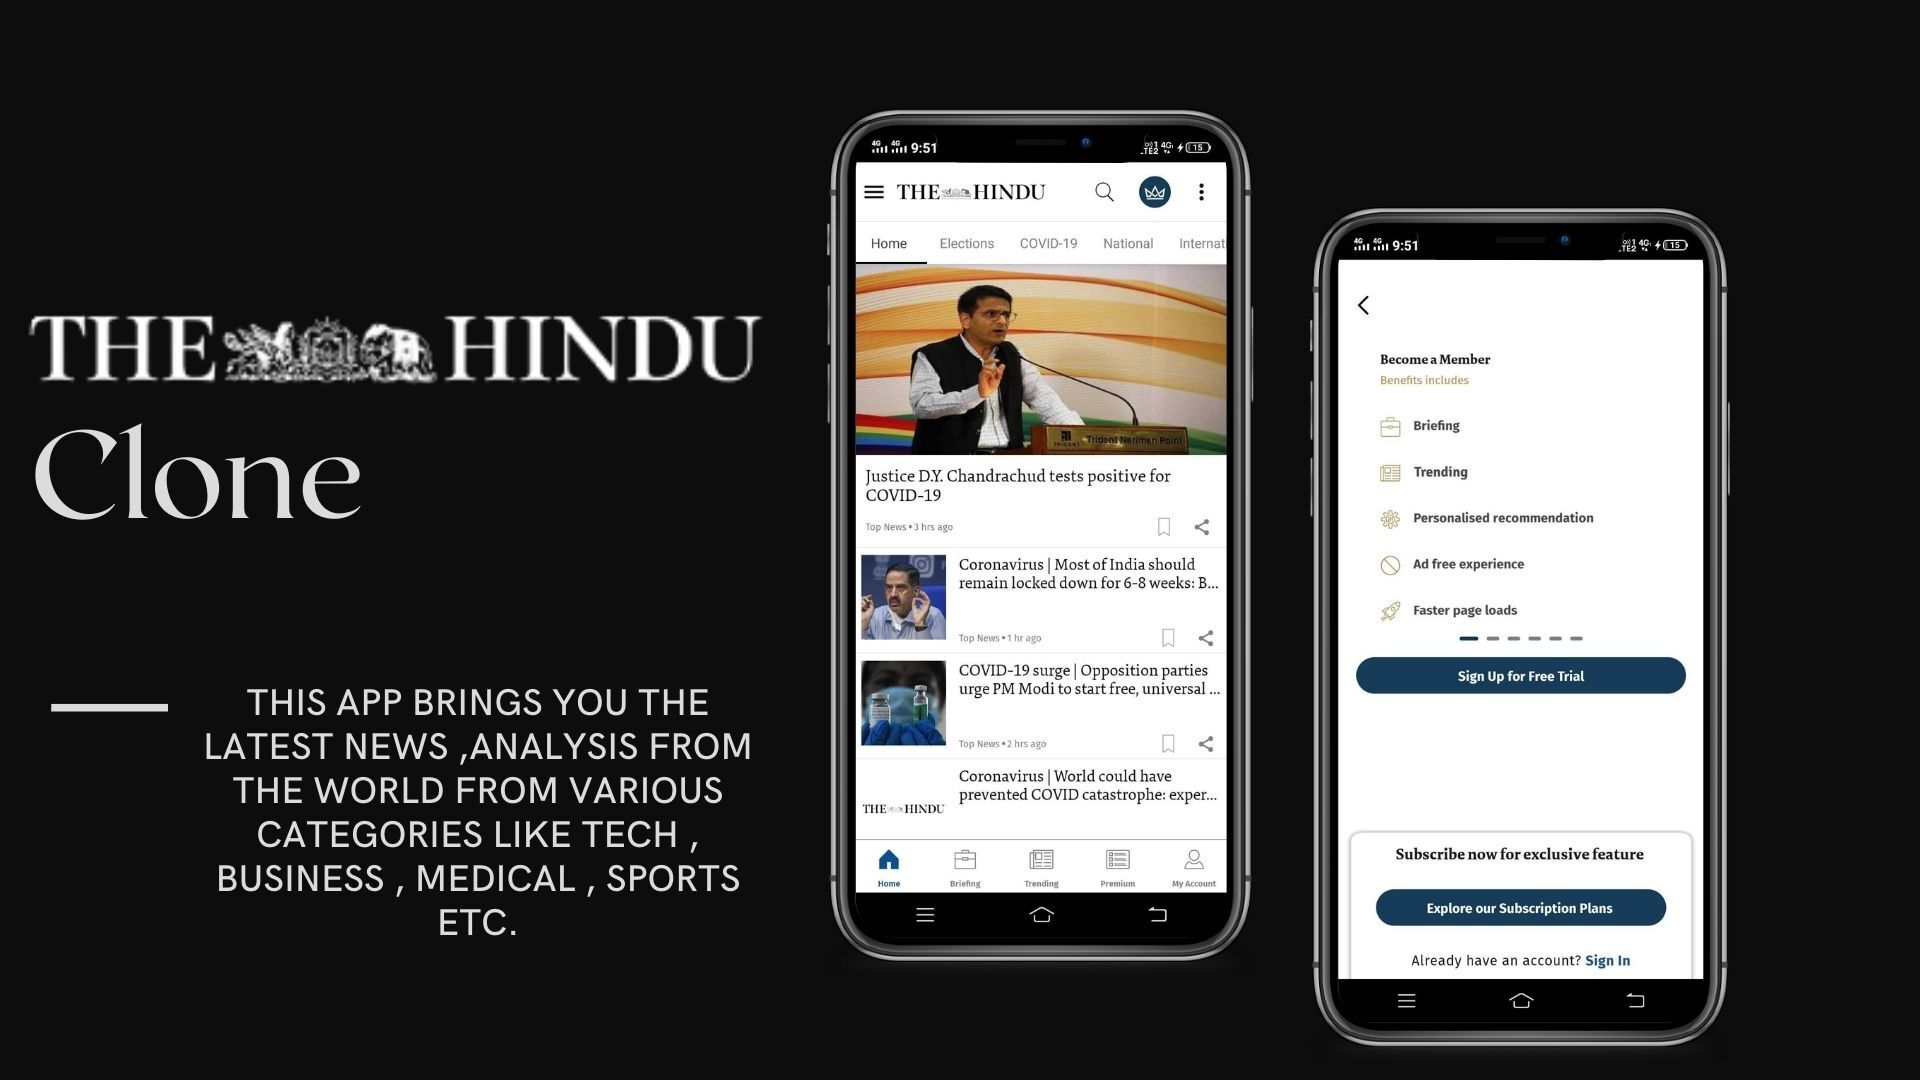 THE HINDU
Clone
THIS APP BRINGS YOU THE
LATEST NEWS ,ANALYSIS FROM
THE WORLD FROM VARIOUS
CATEGORIES LIKE TECH ,
BUSINESS , MEDICAL , SPORTS
ETC.
4G 4G 9:51
15
THE HINDU
Home Elections COVID-19 National Internat
TRIDENT Trident Nariman Point
Justice D.Y. Chandrachud tests positive for
COVID-19
Top News • 3 hrs ago
Coronavirus | Most of India should
remain locked down for 6-8 weeks: B...
Top News • 1 hr ago
COVID-19 surge | Opposition parties
urge PM Modi to start free, universal ...
Top News • 2 hrs ago
Coronavirus | World could have
prevented COVID catastrophe: exper...
THE HINDU
Home Briefing Trending Premium My Account
4G 4G 9:51
15
Become a Member
Benefits includes
Briefing
Trending
Personalised recommendation
Ad free experience
Faster page loads
Sign Up for Free Trial
Subscribe now for exclusive feature
Explore our Subscription Plans
Already have an account? Sign In